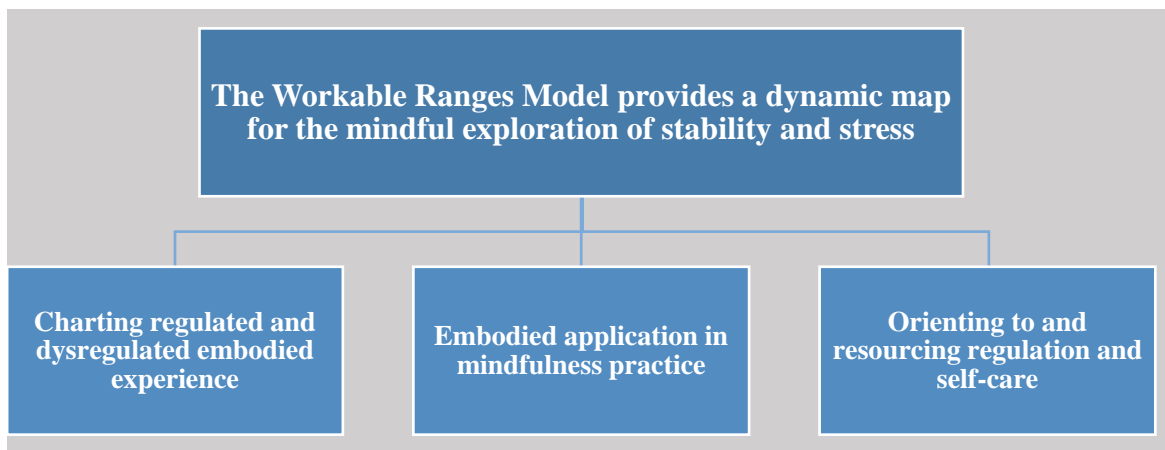 The Workable Ranges Model provides a dynamic map
for the mindful exploration of stability and stress
Charting regulated and
dysregulated embodied
experience
Embodied application in
mindfulness practice
Orienting to and
resourcing regulation and
self-care